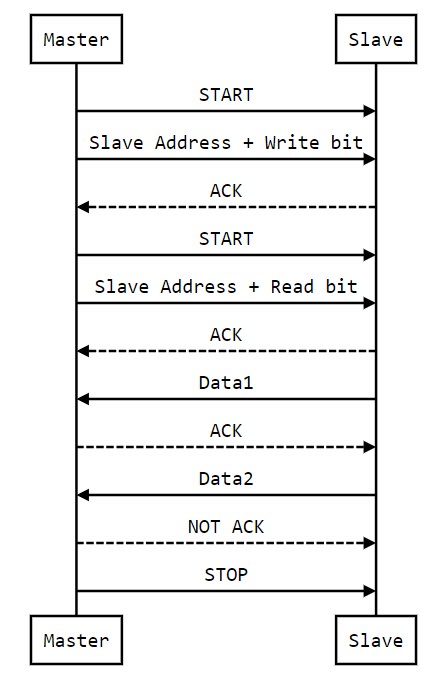 Master Slave
START
Slave Address + Write bit
ACK
START
Slave Address + Read bit
ACK
Data1
ACK
Data2
NOT ACK
STOP
Master Slave